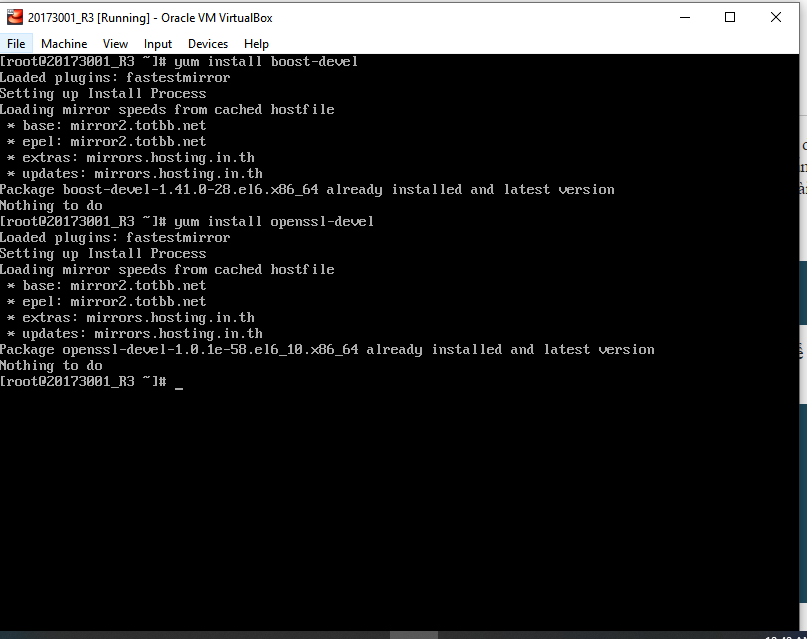 20173001_R3 [Running] - Oracle VM VirtualBox
File Machine View Input Devices Help
[root@20173001_R3 ~]# yum install boost-devel
Loaded plugins: fastestmirror
Setting up Install Process
Loading mirror speeds from cached hostfile
* base: mirror2.totbb.net
* epel: mirror2.totbb.net
* extras: mirrors.hosting.in.th
* updates: mirrors.hosting.in.th
Package boost-devel-1.41.0-28.el6.x86_64 already installed and latest version
Nothing to do
[root@20173001_R3 ~]# yum install openssl-devel
Loaded plugins: fastestmirror
Setting up Install Process
Loading mirror speeds from cached hostfile
* base: mirror2.totbb.net
* epel: mirror2.totbb.net
* extras: mirrors.hosting.in.th
* updates: mirrors.hosting.in.th
Package openssl-devel-1.0.1e-58.el6_10.x86_64 already installed and latest version
Nothing to do
[root@20173001_R3 ~]# _